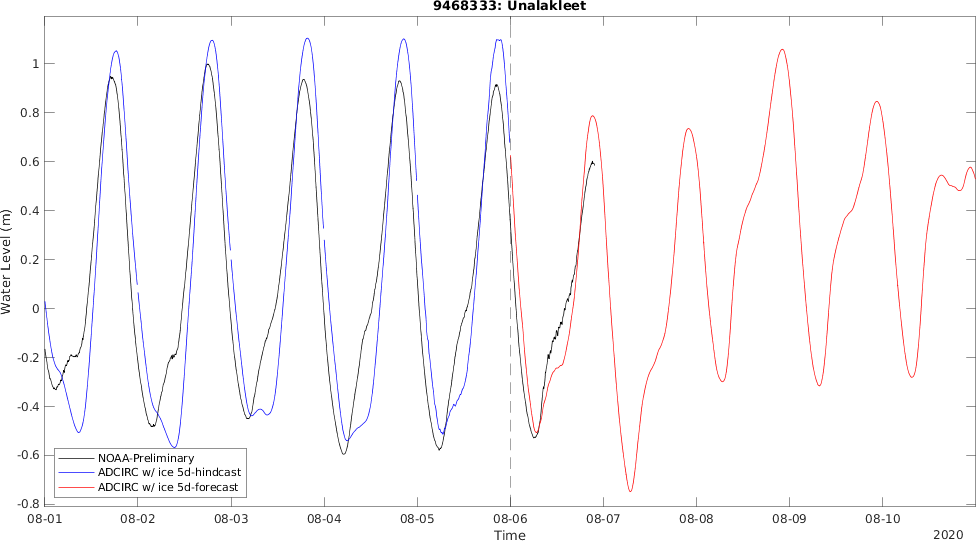 9468333: Unalakleet
Water Level (m)
1
0.8
0.6
0.4
0.2
0
-0.2
-0.4
-0.6
-0.8
NOAA-Preliminary
ADCIRC w/ ice 5d-hindcast
ADCIRC w/ ice 5d-forecast
08-01 08-02 08-03 08-04 08-05 08-06 08-07 08-08 08-09 08-10
Time
2020